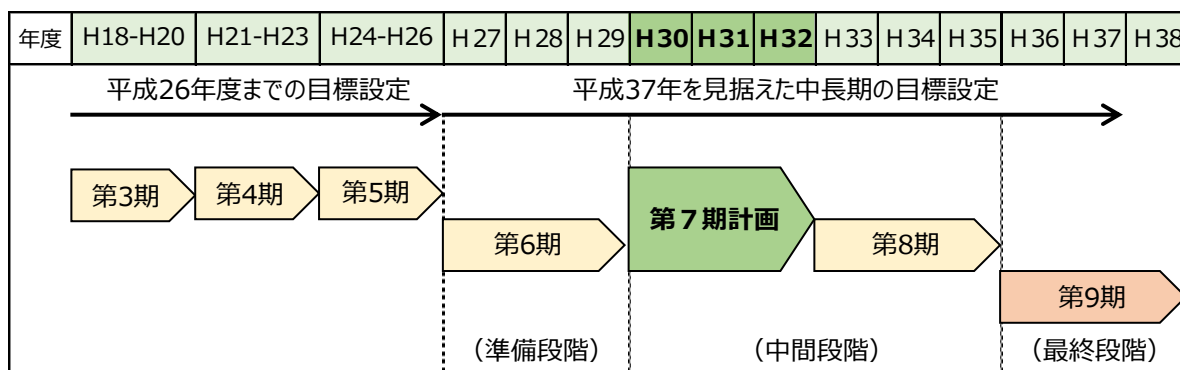 年度 H18-H20 H21-H23 H24-H26 H27 H28 H29 H30 H31 H32 H33 H34 H35 H36 H37 H38
平成26年度までの目標設定 平成37年を見据えた中長期の目標設定
第3期 第4期 第5期
第6期 第７期計画 第8期
第9期
（準備段階） （中間段階） （最終段階）